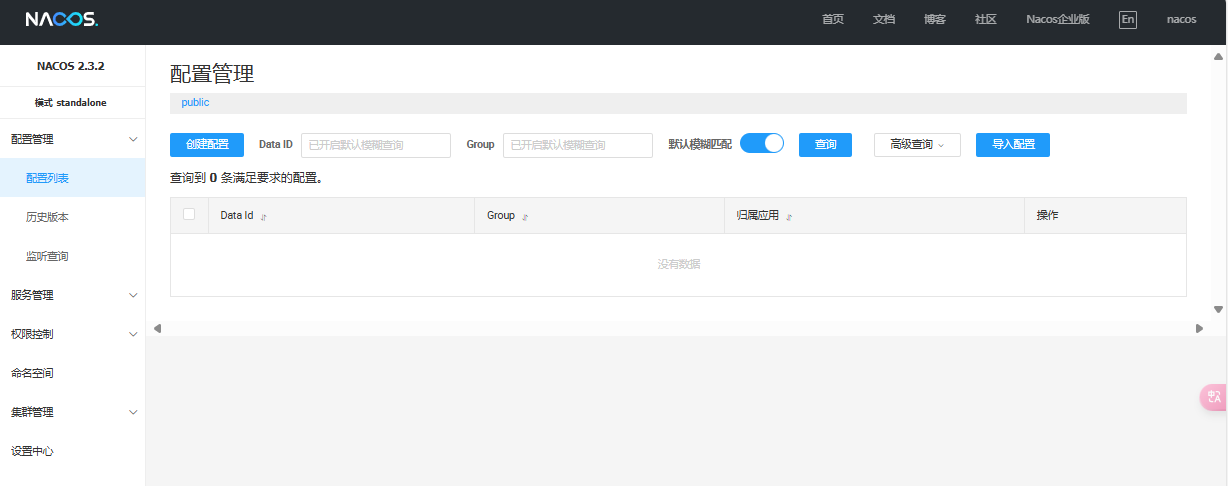 NACOS.
首页 文档 博客 社区 Nacos企业版 En nacos
NACOS 2.3.2
模式 standalone
配置管理
配置列表
历史版本
监听查询
服务管理
权限控制
命名空间
集群管理
设置中心
配置管理
public
创建配置 Data ID 已开启默认模糊查询 Group 已开启默认模糊查询 默认模糊匹配 查询 高级查询 导入配置
查询到 0 条满足要求的配置。
Data Id Group 归属应用 操作
没有数据